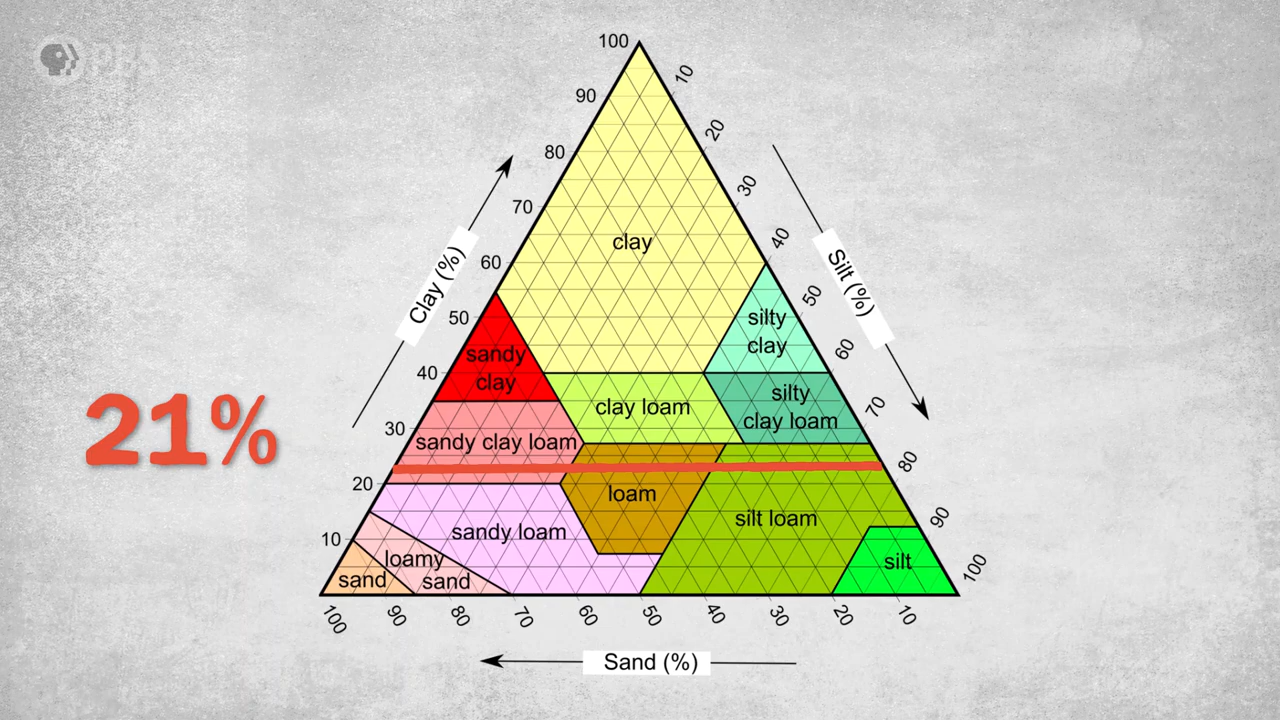 PBS
100
90
80
70
60
50
40
30
20
10
10
20
30
40
50
60
70
80
90
100
100
90
80
70
60
50
40
30
20
10
Clay (%)
Silt (%)
Sand (%)
clay
silty
clay
sandy
clay
clay loam
silty
clay loam
sandy clay loam
loam
silt loam
sandy loam
silt
loamy
sand
sand
21%